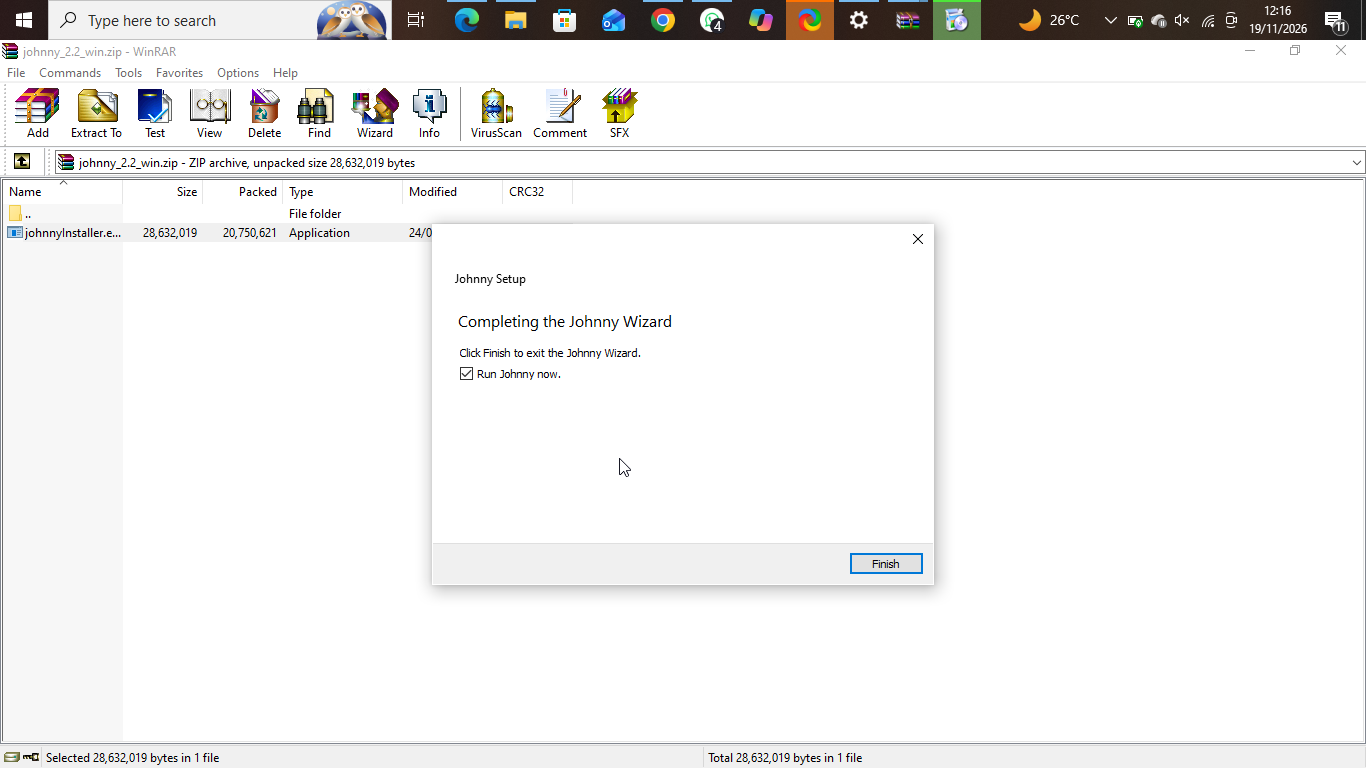 Type here to search
4
26°C
12:16
19/11/2026
11
johnny_2.2_win.zip - WinRAR
File Commands Tools Favorites Options Help
Add Extract To Test View Delete Find Wizard Info VirusScan Comment SFX
johnny_2.2_win.zip - ZIP archive, unpacked size 28,632,019 bytes
Name Size Packed Type Modified CRC32
.. File folder
johnnyInstaller.e... 28,632,019 20,750,621 Application 24/0
Johnny Setup
Completing the Johnny Wizard
Click Finish to exit the Johnny Wizard.
Run Johnny now.
Finish
Selected 28,632,019 bytes in 1 file
Total 28,632,019 bytes in 1 file